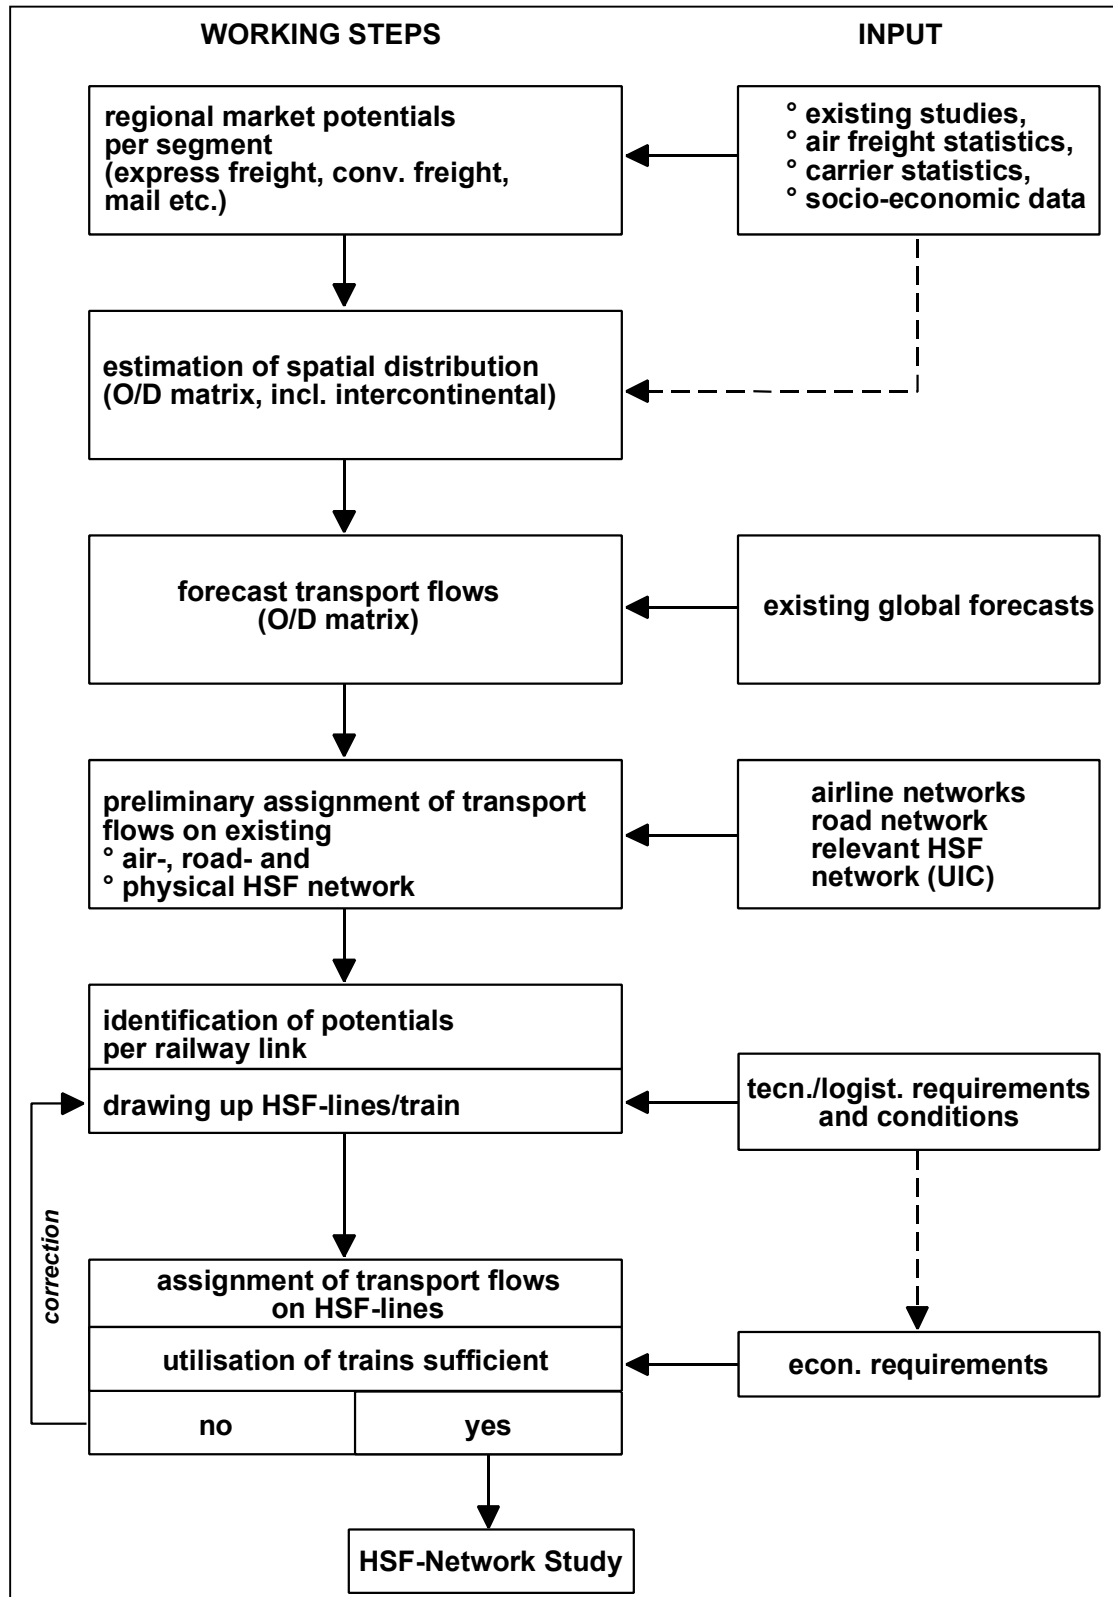 WORKING STEPS
INPUT
regional market potentials
per segment
(express freight, conv. freight,
mail etc.)
° existing studies,
° air freight statistics,
° carrier statistics,
° socio-economic data
estimation of spatial distribution
(O/D matrix, incl. intercontinental)
forecast transport flows
(O/D matrix)
existing global forecasts
preliminary assignment of transport
flows on existing
° air-, road- and
° physical HSF network
airline networks
road network
relevant HSF
network (UIC)
identification of potentials
per railway link
drawing up HSF-lines/train
tecn./logist. requirements
and conditions
correction
assignment of transport flows
on HSF-lines
utilisation of trains sufficient
econ. requirements
no
yes
HSF-Network Study